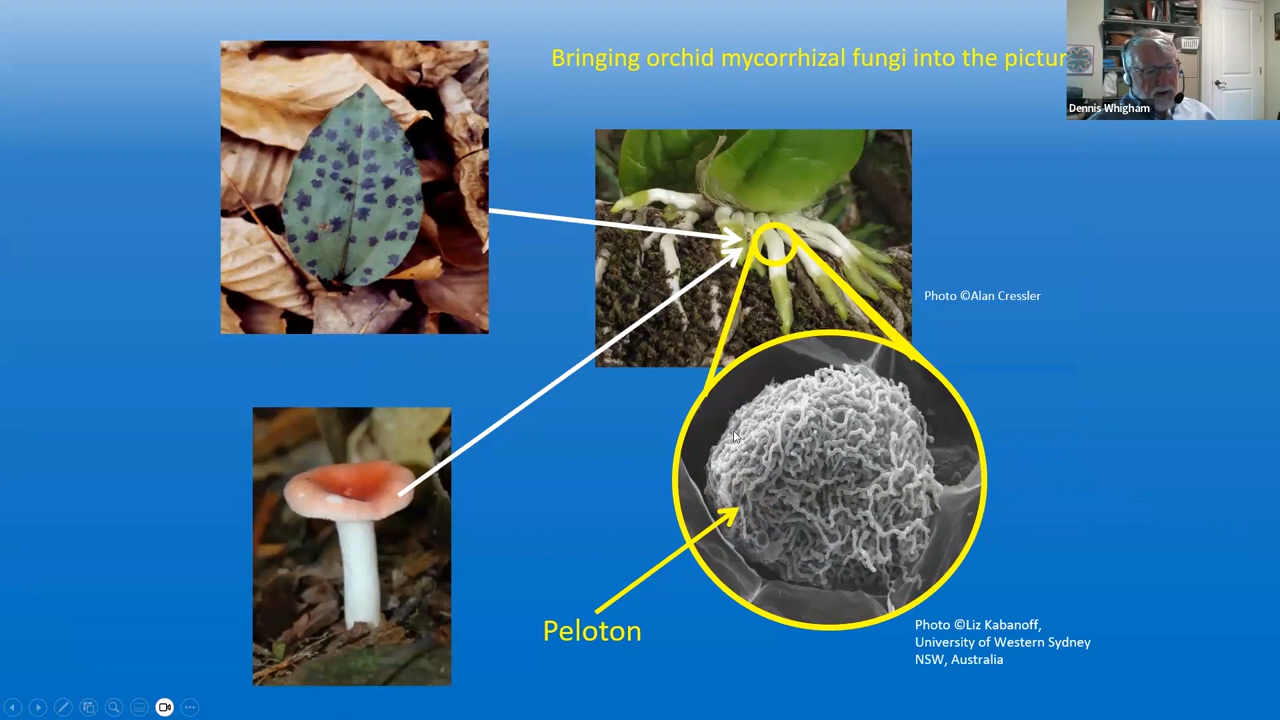 Bringing orchid mycorrhizal fungi into the pictur
Dennis Whigham
Photo ©Alan Cressler
Peloton
Photo ©Liz Kabanoff,
University of Western Sydney
NSW, Australia